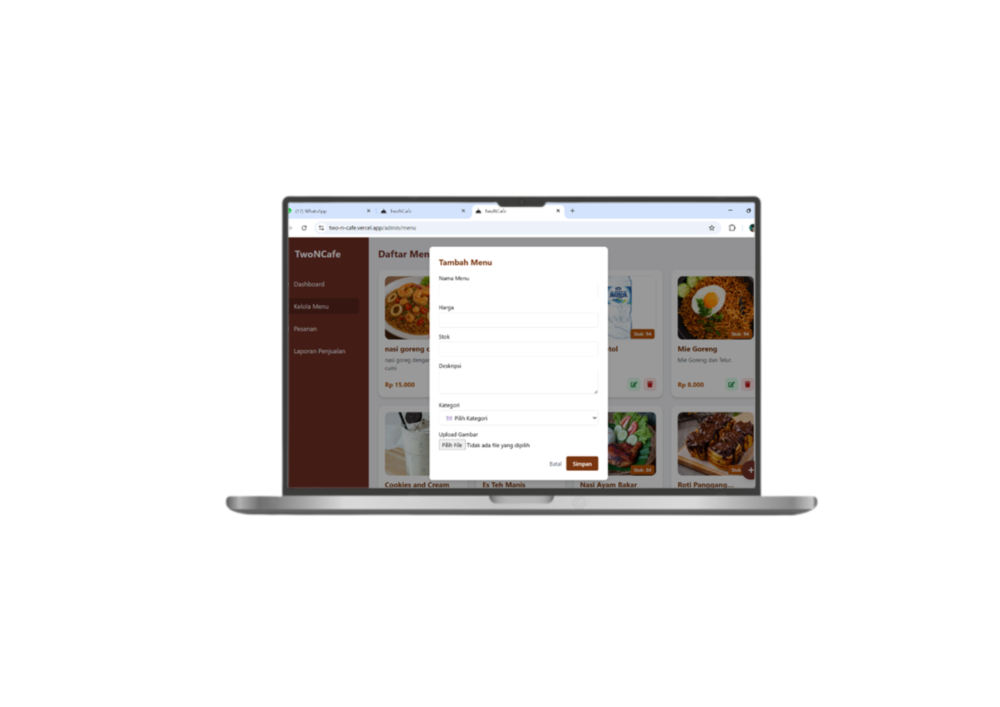 (17) WhatsApp
TwoNCafe
TwoNCafe
two-n-cafe.vercel.app/admin/menu
TwoNCafe
Dashboard
Kelola Menu
Pesanan
Laporan Penjualan
Daftar Men
Tambah Menu
Nama Menu
Harga
Stok
Deskripsi
Kategori
Pilih Kategori
Upload Gambar
Pilih File Tidak ada file yang dipilih
Batal
Simpan
nasi goreng c
nasi goreg dengar
cumi
Rp 15.000
AQUA
Stok: 94
tol
Stok: 94
Mie Goreng
Mie Goreng dan Telur.
Rp 8.000
Cookies and Cream
Es Teh Manis
Stok: 84
Nasi Ayam Bakar
Stok
Roti Panggang...